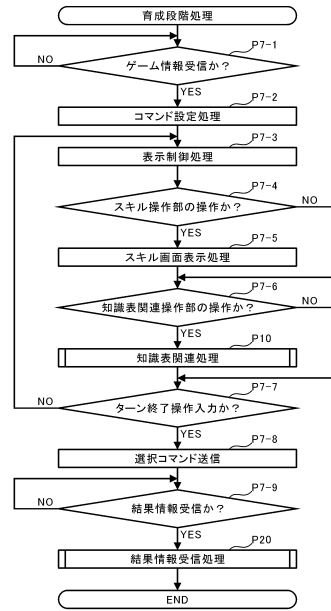 育成段階処理
P7-1
ゲーム情報受信か?
NO
YES
P7-2
コマンド設定処理
P7-3
表示制御処理
P7-4
スキル操作部の操作か?
NO
YES
P7-5
スキル画面表示処理
P7-6
知識表関連操作部の操作か?
NO
YES
P10
知識表関連処理
P7-7
ターン終了操作入力か?
NO
YES
P7-8
選択コマンド送信
P7-9
結果情報受信か?
NO
YES
P20
結果情報受信処理
END